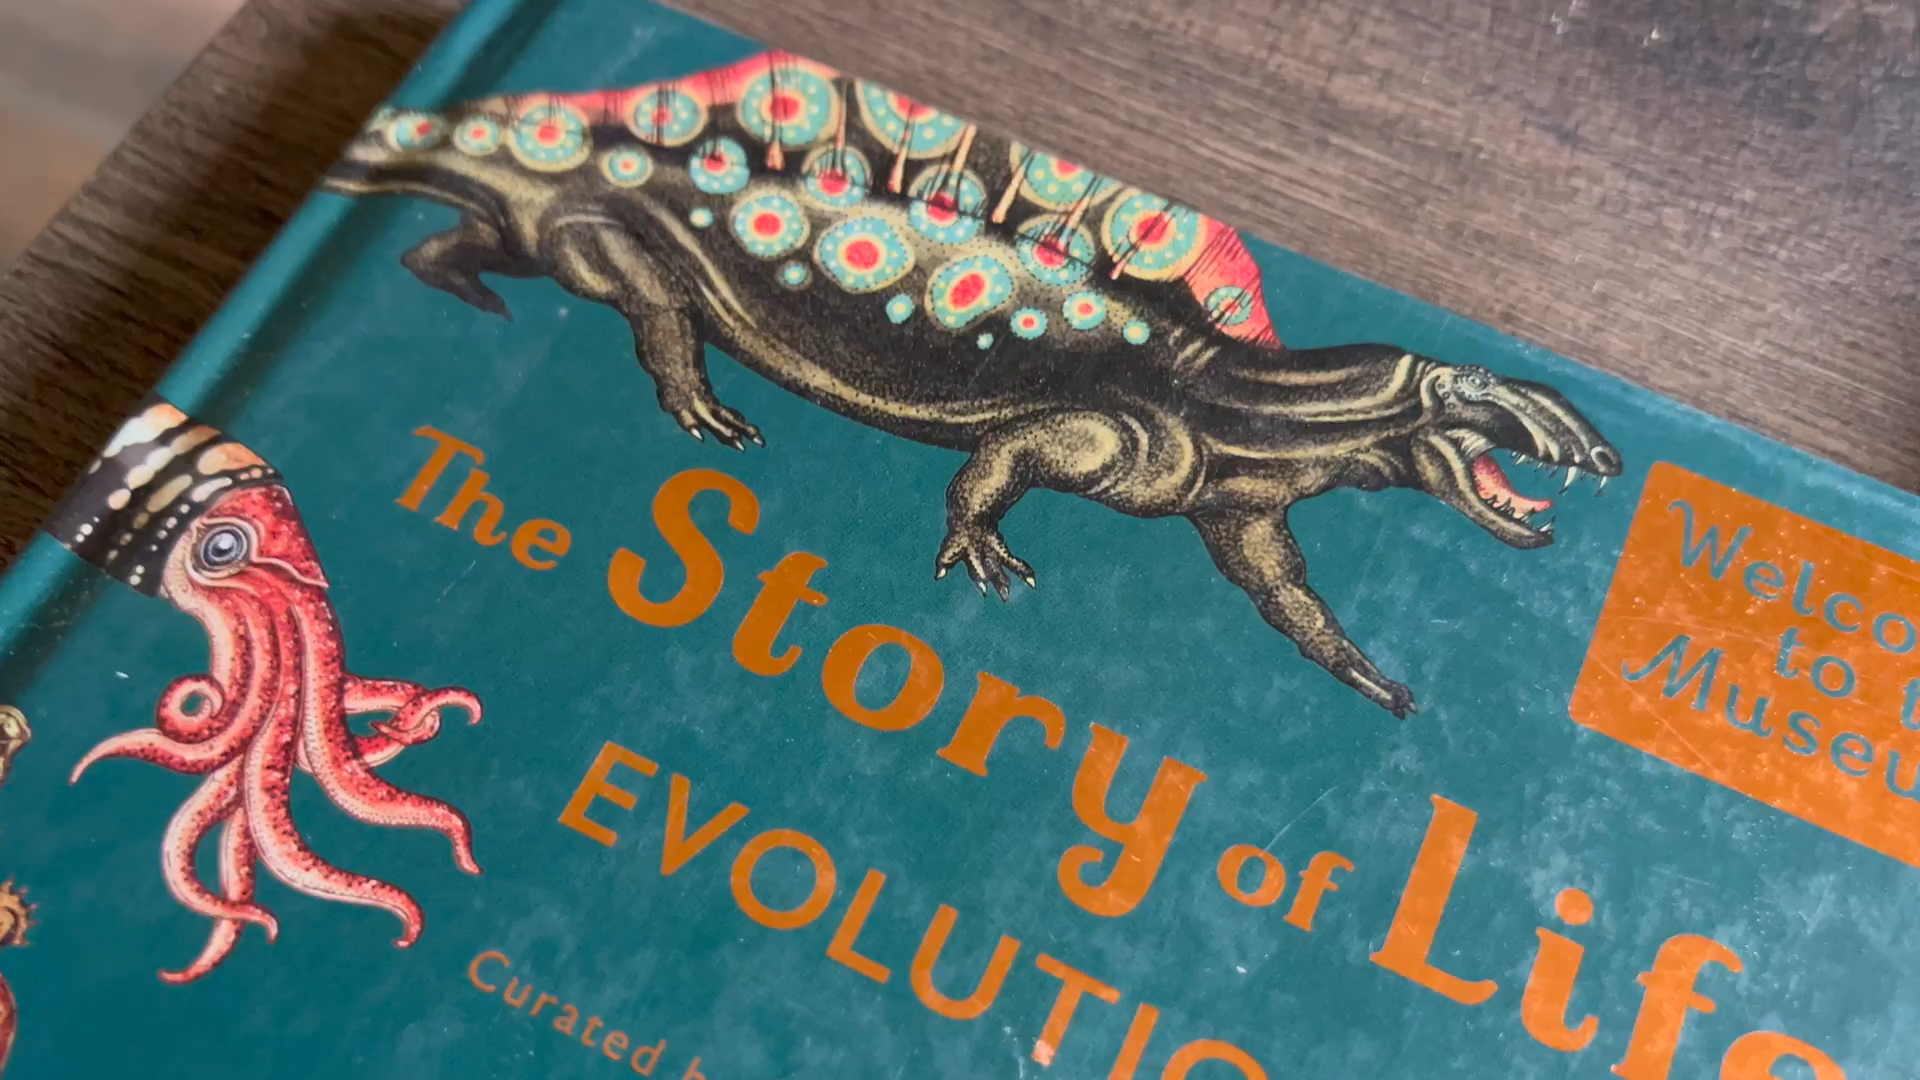 The Story of Life
EVOLUTIO
Curated
Welco
to t
Museu